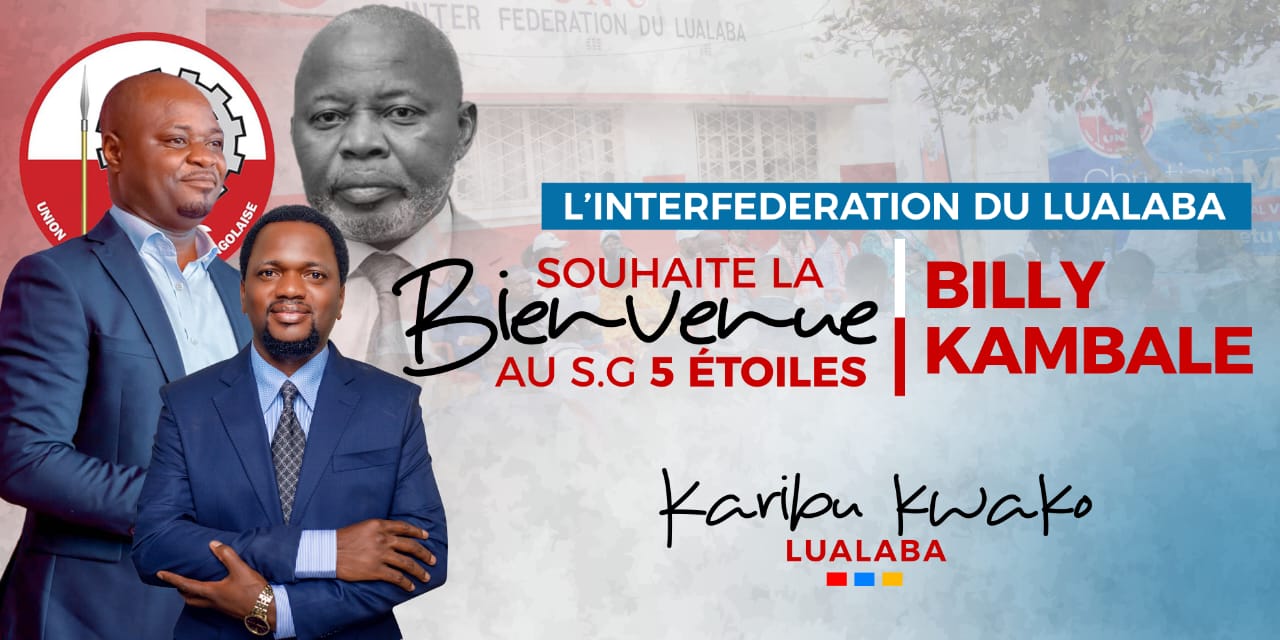 INTER FEDERATION DU LUALABA
UNION
GOLAISE
UNC
L'INTERFEDERATION DU LUALABA
SOUHAITE LA
Bienvenue
AU S.G 5 ÉTOILES
BILLY
KAMBALE
Karibu Kwako
LUALABA